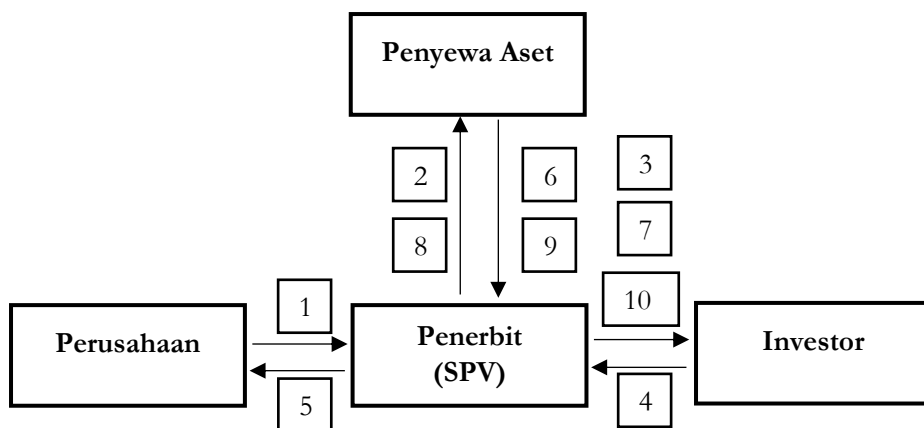 Penyewa Aset
2
6
3
8
9
7
1
10
Perusahaan
Penerbit
(SPV)
Investor
5
4